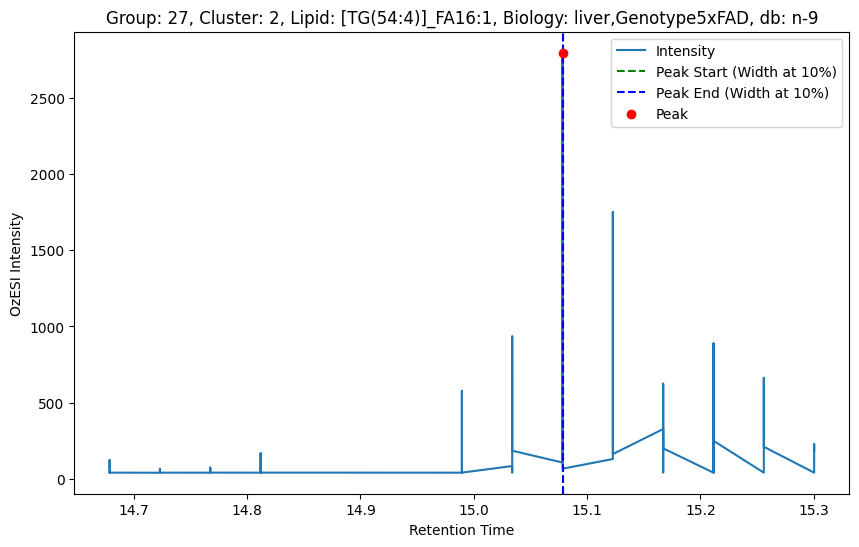 Group: 27, Cluster: 2, Lipid: [TG(54:4)]_FA16:1, Biology: liver,Genotype5xFAD, db: n-9
Intensity
Peak Start (Width at 10%)
Peak End (Width at 10%)
Peak
OzESI Intensity
2500
2000
1500
1000
500
0
14.7
14.8
14.9
15.0
15.1
15.2
15.3
Retention Time